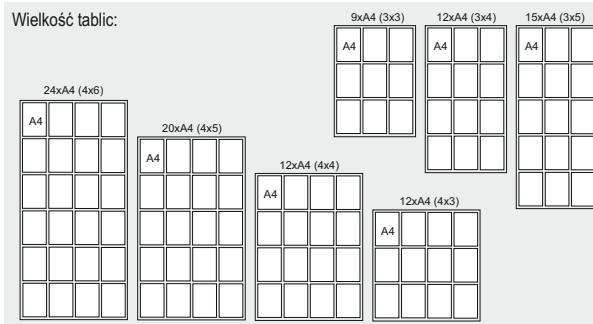 Wielkość tablic:
9xA4 (3x3)
12xA4 (3x4)
15xA4 (3x5)
A4
A4
A4
24xA4 (4x6)
A4
20xA4 (4x5)
A4
12xA4 (4x4)
A4
12xA4 (4x3)
A4